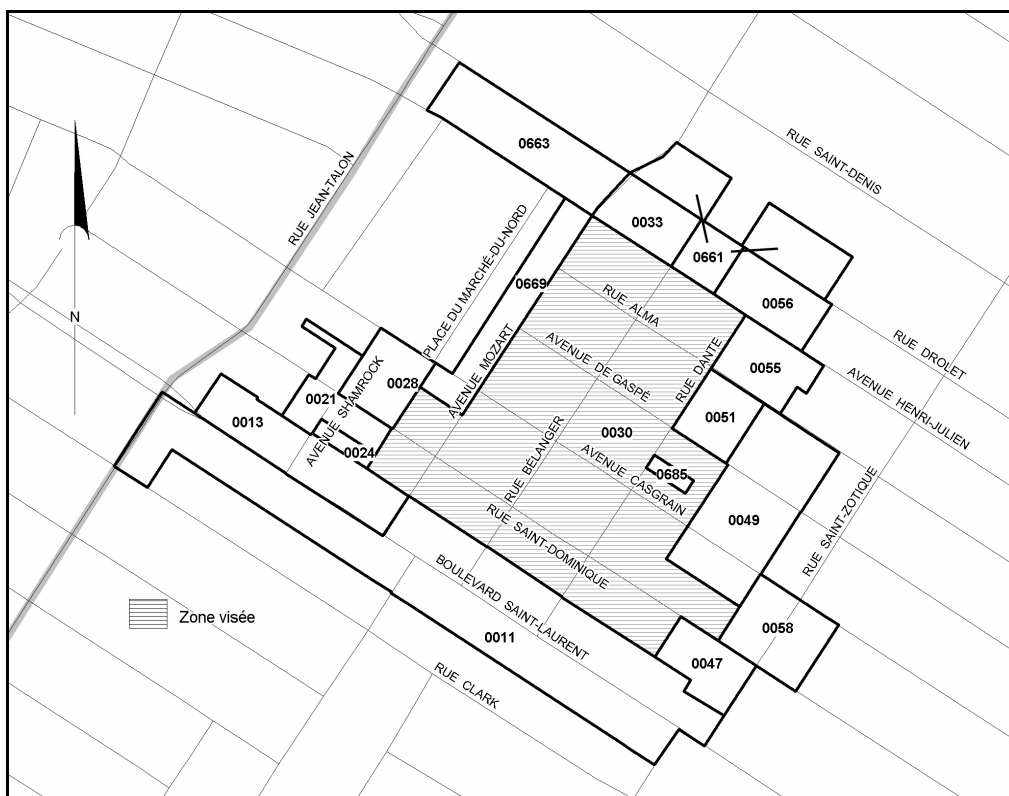 RUE SAINT-DENIS
0663
RUE JEAN-TALON
0033
PLACE DU MARCHÉ-DU-NORD
0661
0669
RUE ALMA
0056
N
AVENUE MOZART
AVENUE DE GASPÉ
RUE DANTE
RUE DROLET
0055
AVENUE HENRI-JULIEN
0028
0021
AVENUE SHAMROCK
0013
0024
0051
0030
RUE BÉLANGER
AVENUE CASGRAIN
0685
RUE SAINT-DOMINIQUE
0049
RUE SAINT-ZOTIQUE
BOULEVARD SAINT-LAURENT
Zone visée
0011
0058
0047
RUE CLARK